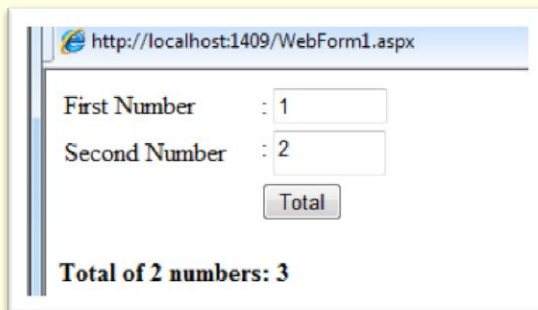 http://localhost:1409/WebForm1.aspx
First Number : 1
Second Number : 2
Total
Total of 2 numbers: 3